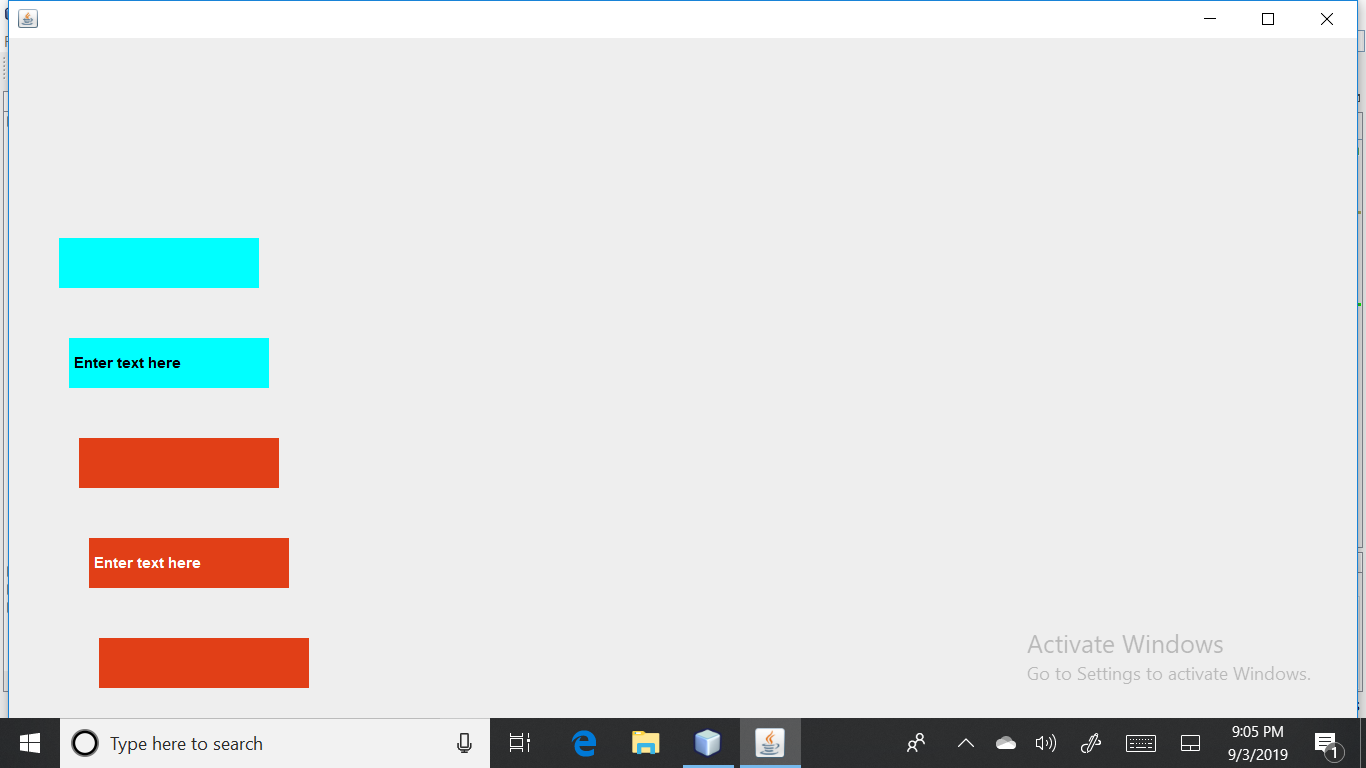 Enter text here
Enter text here
Activate Windows
Go to Settings to activate Windows.
Type here to search
9:05 PM
9/3/2019
1